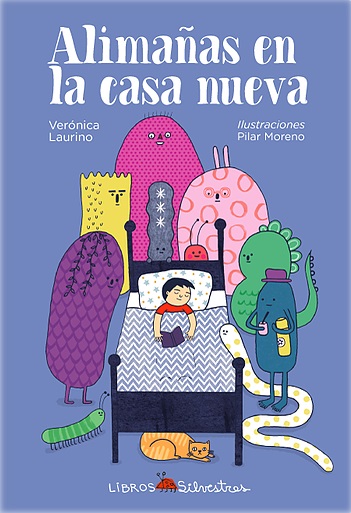 Alimañas en
la casa nueva
Verónica
Laurino
Ilustraciones
Pilar Moreno
LIBROS Silvestres